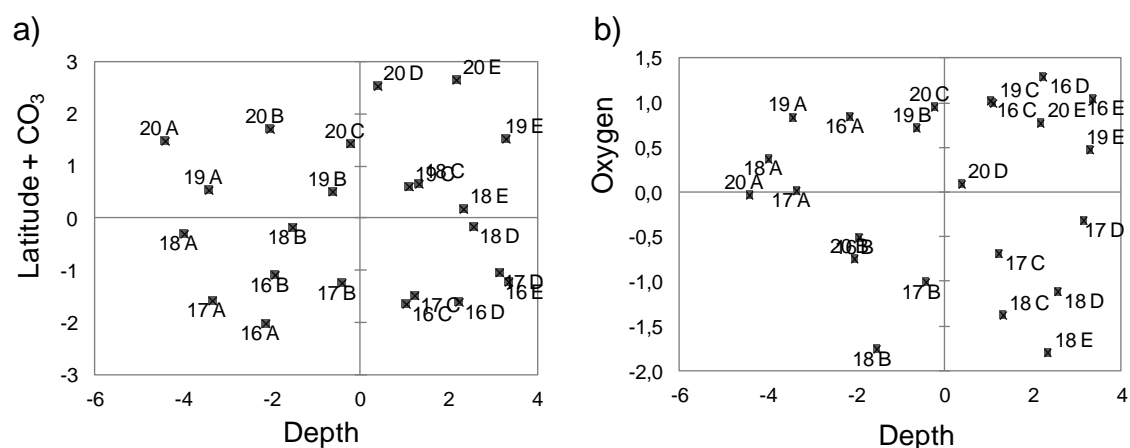 a)
3
2
1
0
-1
-2
-3
-6
-4
-2
0
2
4
Latitude + CO3
Depth
20 D
20 E
20 A
20 B
20 C
19 E
19 A
19 B
19 C
18 C
18 E
18 A
18 B
18 D
17 A
16 B
17 B
16 A
17 C
16 C
16 D
17 D
16 E
b)
1,5
1,0
0,5
0,0
-0,5
-1,0
-1,5
-2,0
-6
-4
-2
0
2
4
Oxygen
Depth
19 A
16 A
20 C
19 B
19 C
16 C
16 D
16 E
20 E
19 E
18 A
20 A
17 A
20 D
20 B
16 B
17 B
18 B
17 D
17 C
18 C
18 D
18 E